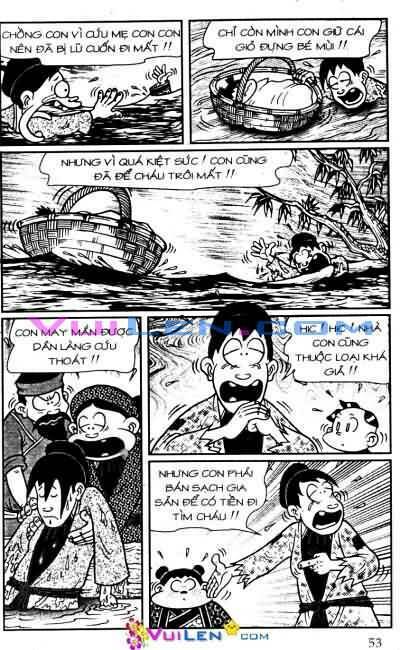 CHỒNG CON VÌ CỨU MẸ CON CON
NÊN ĐÃ BỊ LŨ CUỐN ĐI MẤT !!
CHỈ CÒN MÌNH CON GIỮ CÁI
GIỎ ĐỰNG BÉ MÙI !!
NHƯNG VÌ QUÁ KIỆT SỨC ! CON CŨNG
ĐÃ ĐỂ CHÁU TRÔI MẤT !!
CON MAY MẮN ĐƯỢC
DÂN LÀNG CỨU
THOÁT !!
HIC ! HIC ! NHÀ
CON CŨNG
THUỘC LOẠI KHÁ
GIẢ !!
NHƯNG CON PHẢI
BÁN SẠCH GIA
SẢN ĐỂ CÓ TIỀN ĐI
TÌM CHÁU !!
VUILEN.COM
53
VUILEN.COM